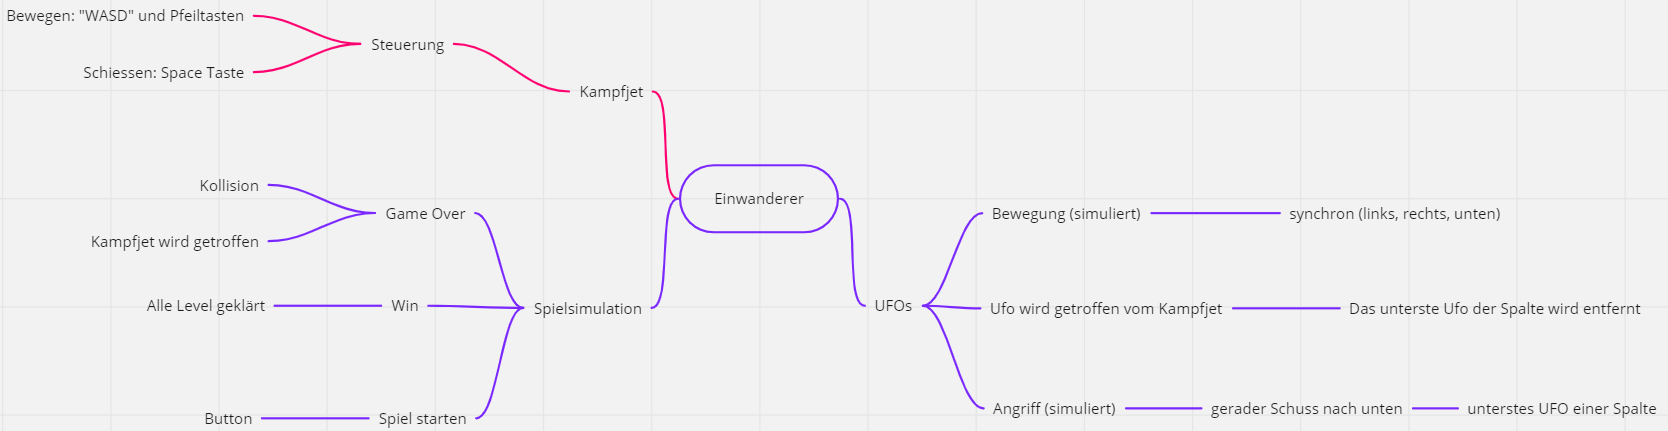 Bewegen: "WASD" und Pfeiltasten
Steuerung
Schiessen: Space Taste
Kampfjet
Kollision
Einwanderer
Game Over
Bewegung (simuliert)
synchron (links, rechts, unten)
Kampfjet wird getroffen
Alle Level geklärt
Win
Spielsimulation
UFOs
Ufo wird getroffen vom Kampfjet
Das unterste Ufo der Spalte wird entfernt
Button
Spiel starten
Angriff (simuliert)
gerader Schuss nach unten
unterstes UFO einer Spalte